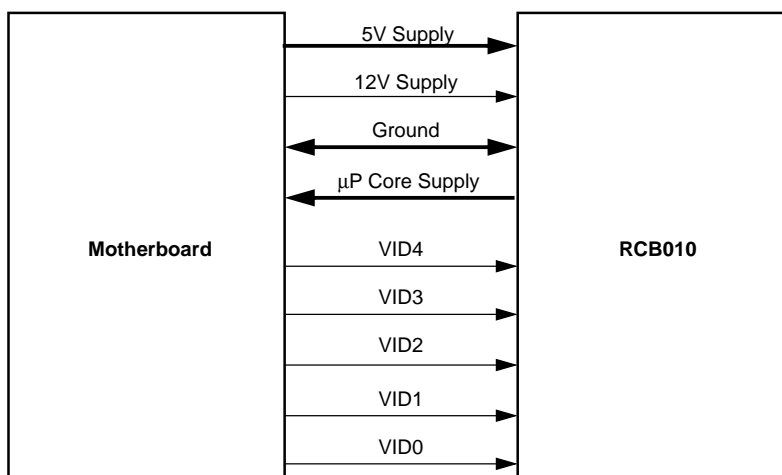 5V Supply
12V Supply
Ground
μP Core Supply
Motherboard
RCB010
VID4
VID3
VID2
VID1
VID0